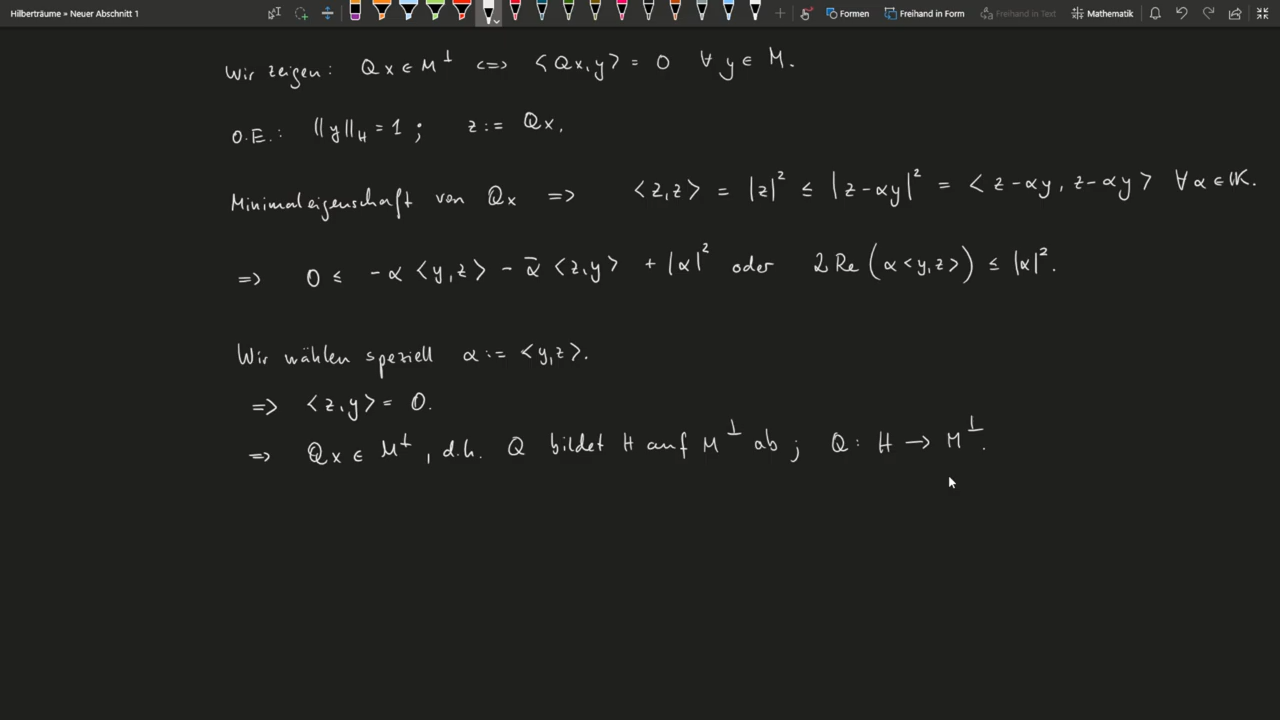 Hilberträume » Neuer Abschnitt 1
Formen
Freihand in Form
Freihand in Text
Mathematik
Wir zeigen: Qx ∈ M^⊥ <=> <Qx,y> = 0 ∀ y ∈ M.
O.E.: ||y||_H = 1 ; z := Qx,
Minimaleigenschaft von Qx => <z,z> = |z|² ≤ |z-αy|² = <z-αy, z-αy> ∀ α ∈ K.
=> 0 ≤ -α <y,z> - ᾱ <z,y> + |α|² oder 2 Re (α<y,z>) ≤ |α|².
Wir wählen speziell α := <y,z>.
=> <z,y> = 0.
=> Qx ∈ M^⊥, d.h. Q bildet H auf M^⊥ ab ; Q: H → M^⊥.